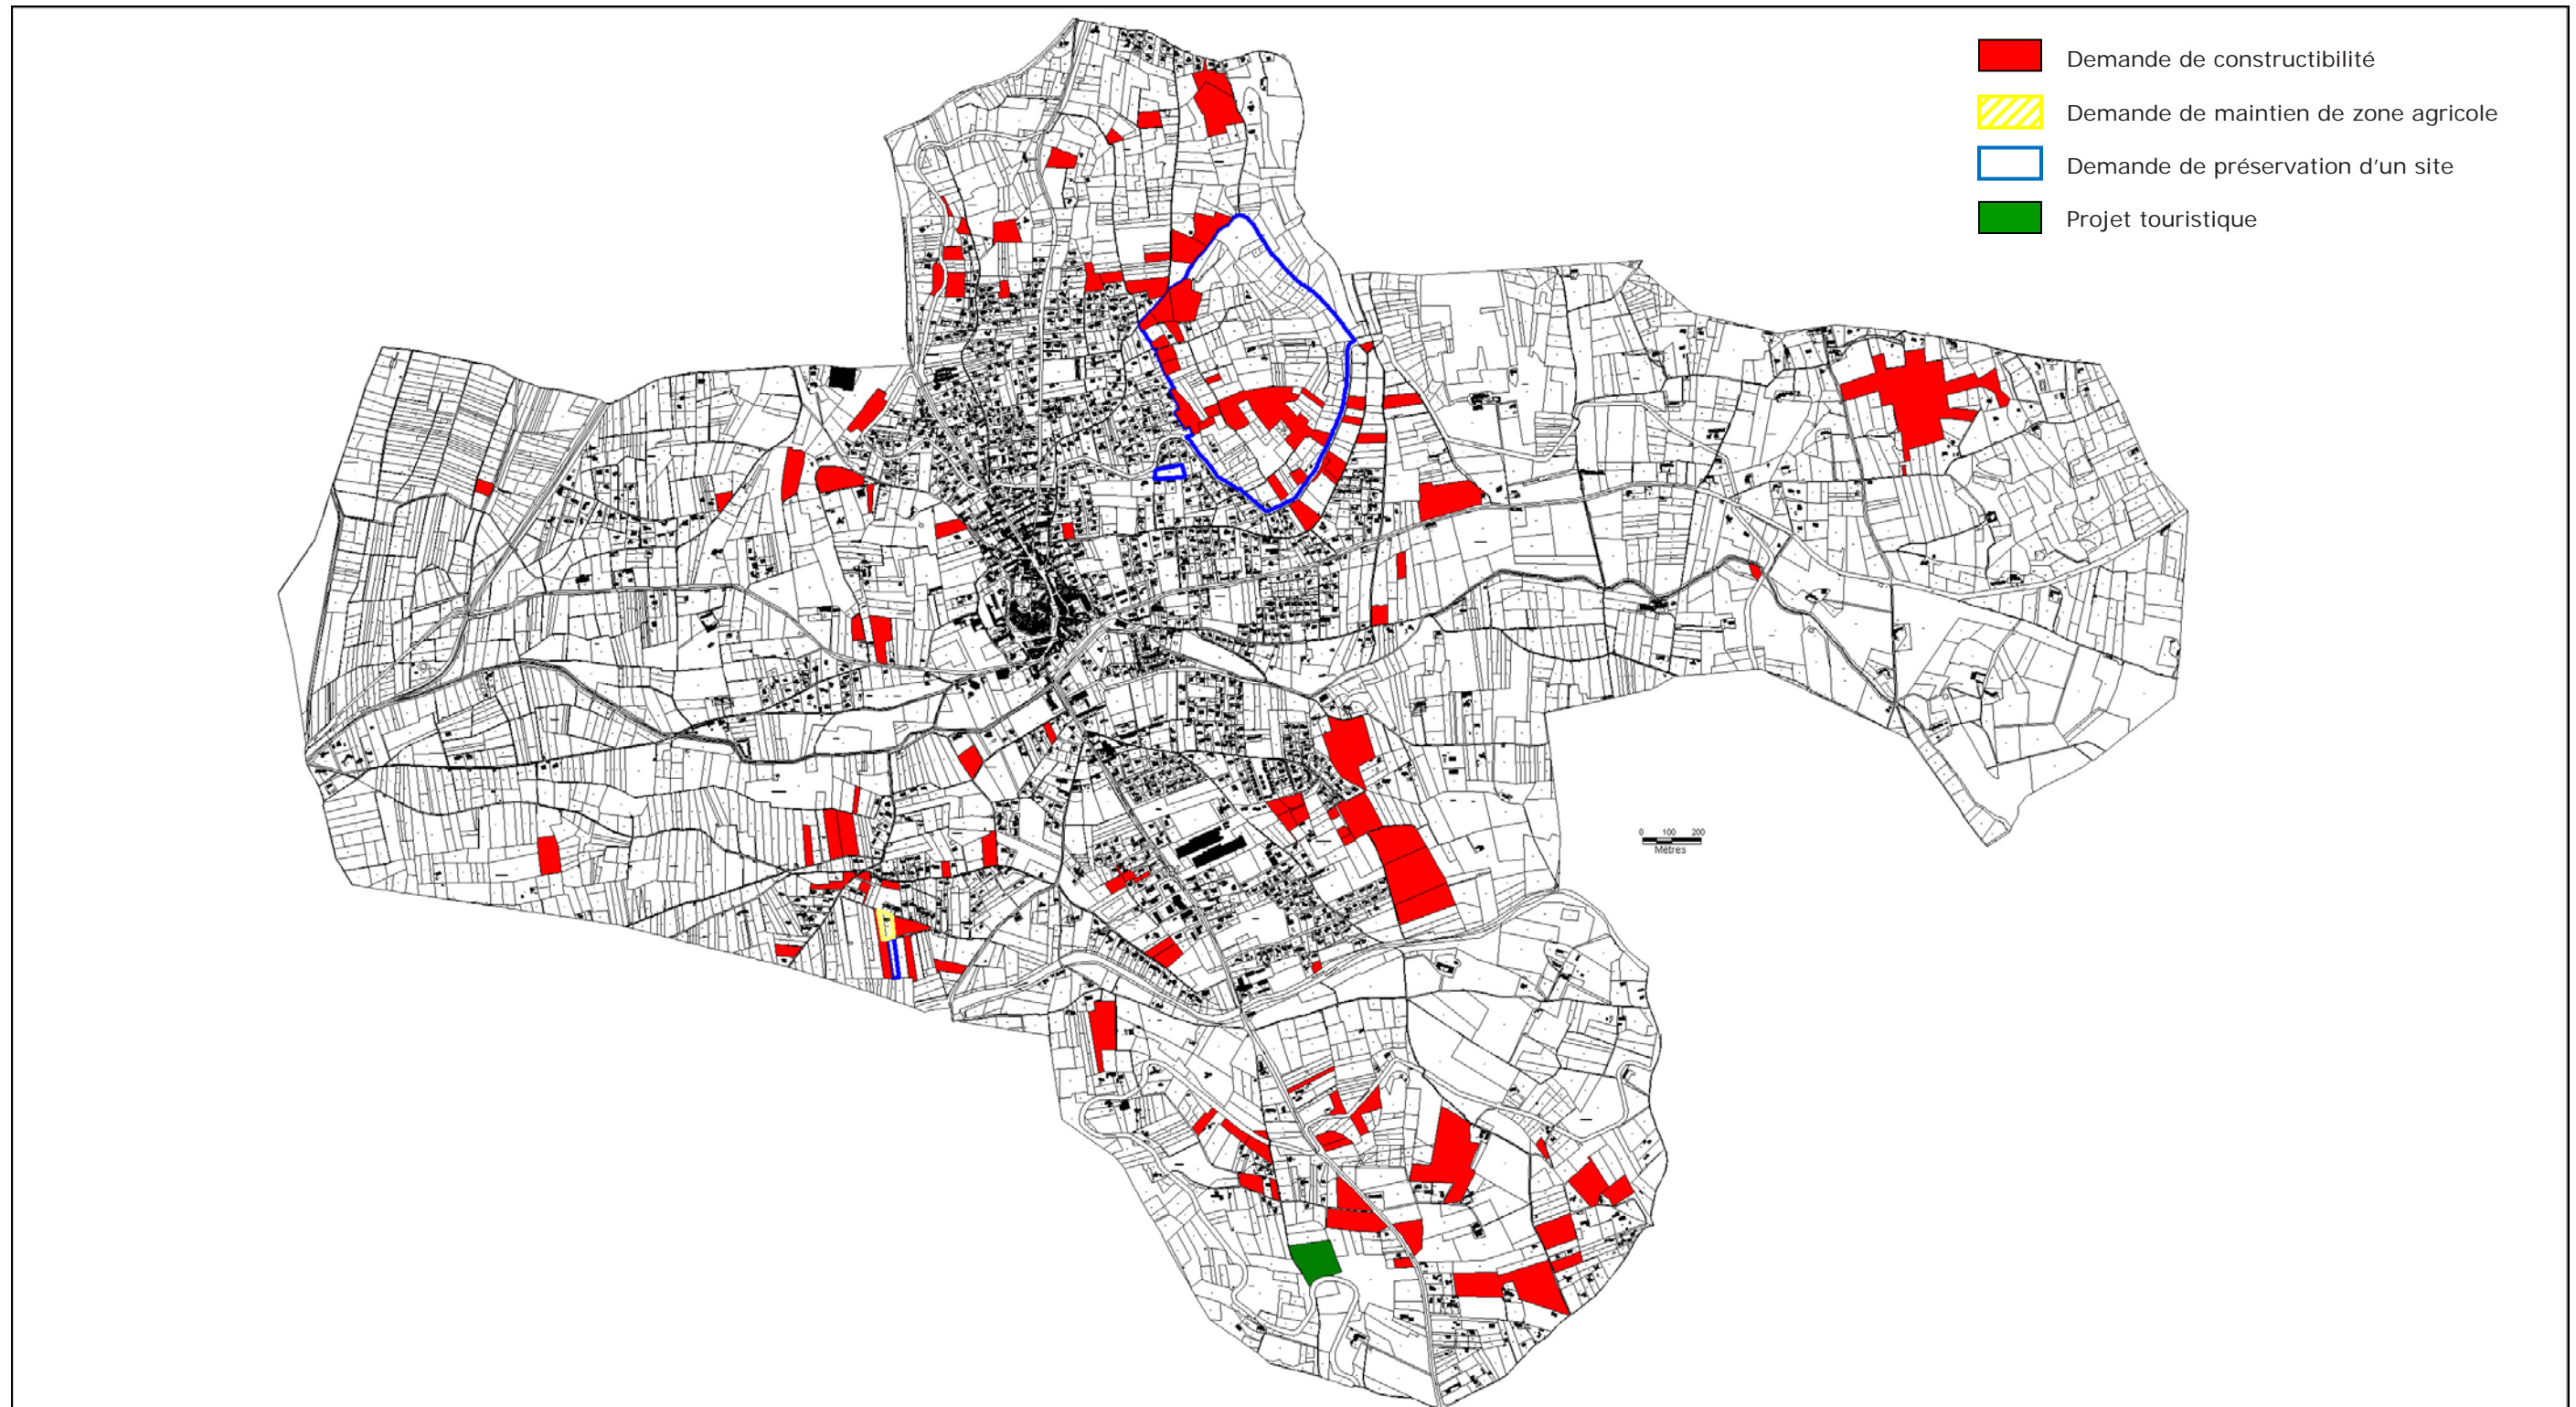 Demande de constructibilité
Demande de maintien de zone agricole
Demande de préservation d'un site
Projet touristique
0 100 200
Mètres